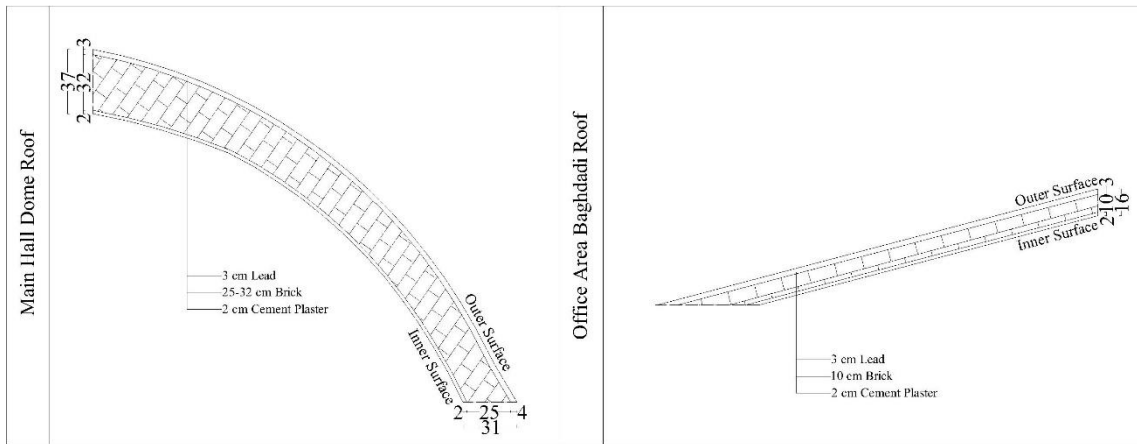 Main Hall Dome Roof
3
32
37
2
3 cm Lead
25-32 cm Brick
2 cm Cement Plaster
Outer Surface
Inner Surface
2 25 4
31
Office Area Baghdadi Roof
Outer Surface
Inner Surface
3
10
16
2
3 cm Lead
10 cm Brick
2 cm Cement Plaster